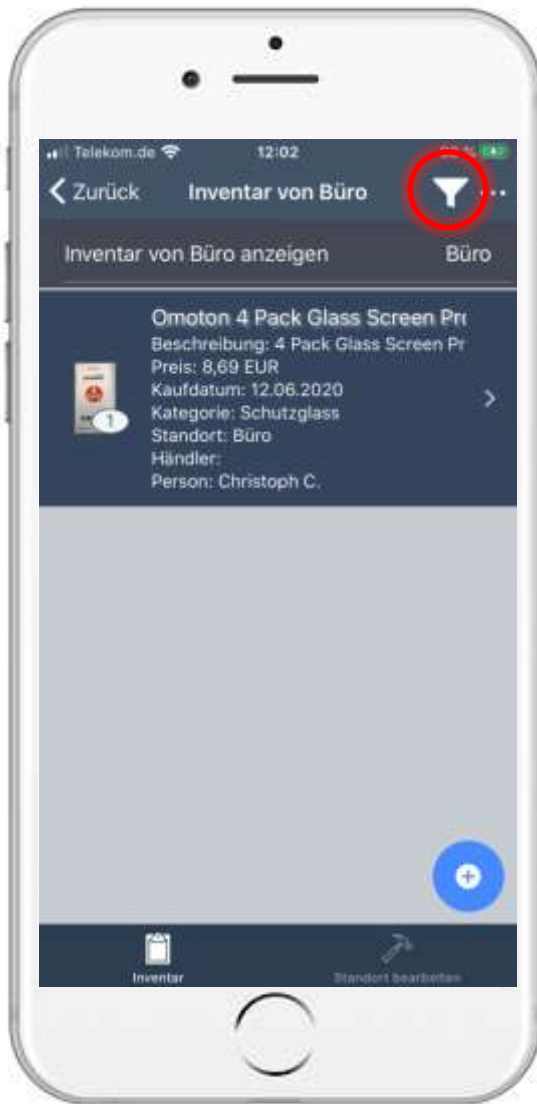 Telekom.de 12:02
Zurück Inventar von Büro
Inventar von Büro anzeigen Büro
Omoton 4 Pack Glass Screen Pro
Beschreibung: 4 Pack Glass Screen Pr
Preis: 8,69 EUR
Kaufdatum: 12.06.2020
Kategorie: Schutzglass
Standort: Büro
Händler:
Person: Christoph C.
1
Inventar Standort bearbeiten